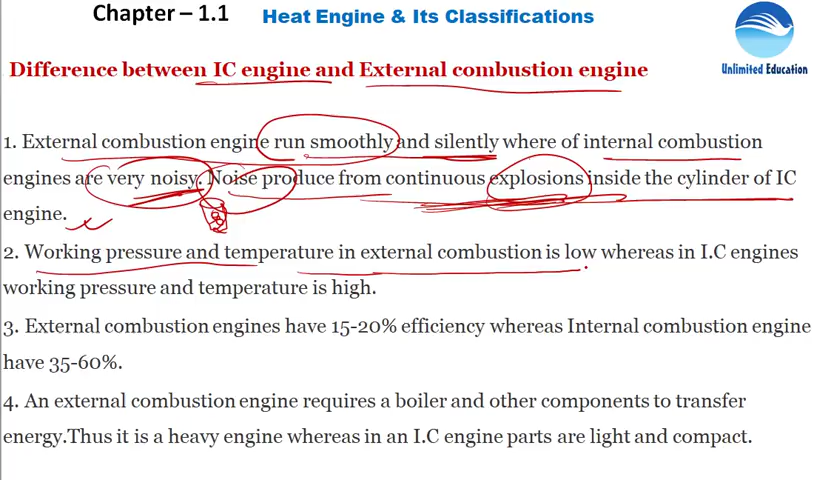 Chapter – 1.1
Heat Engine & Its Classifications
Unlimited Education
Difference between IC engine and External combustion engine
1. External combustion engine run smoothly and silently where of internal combustion
engines are very noisy. Noise produce from continuous explosions inside the cylinder of IC
engine.
2. Working pressure and temperature in external combustion is low whereas in I.C engines
working pressure and temperature is high.
3. External combustion engines have 15-20% efficiency whereas Internal combustion engine
have 35-60%.
4. An external combustion engine requires a boiler and other components to transfer
energy.Thus it is a heavy engine whereas in an I.C engine parts are light and compact.